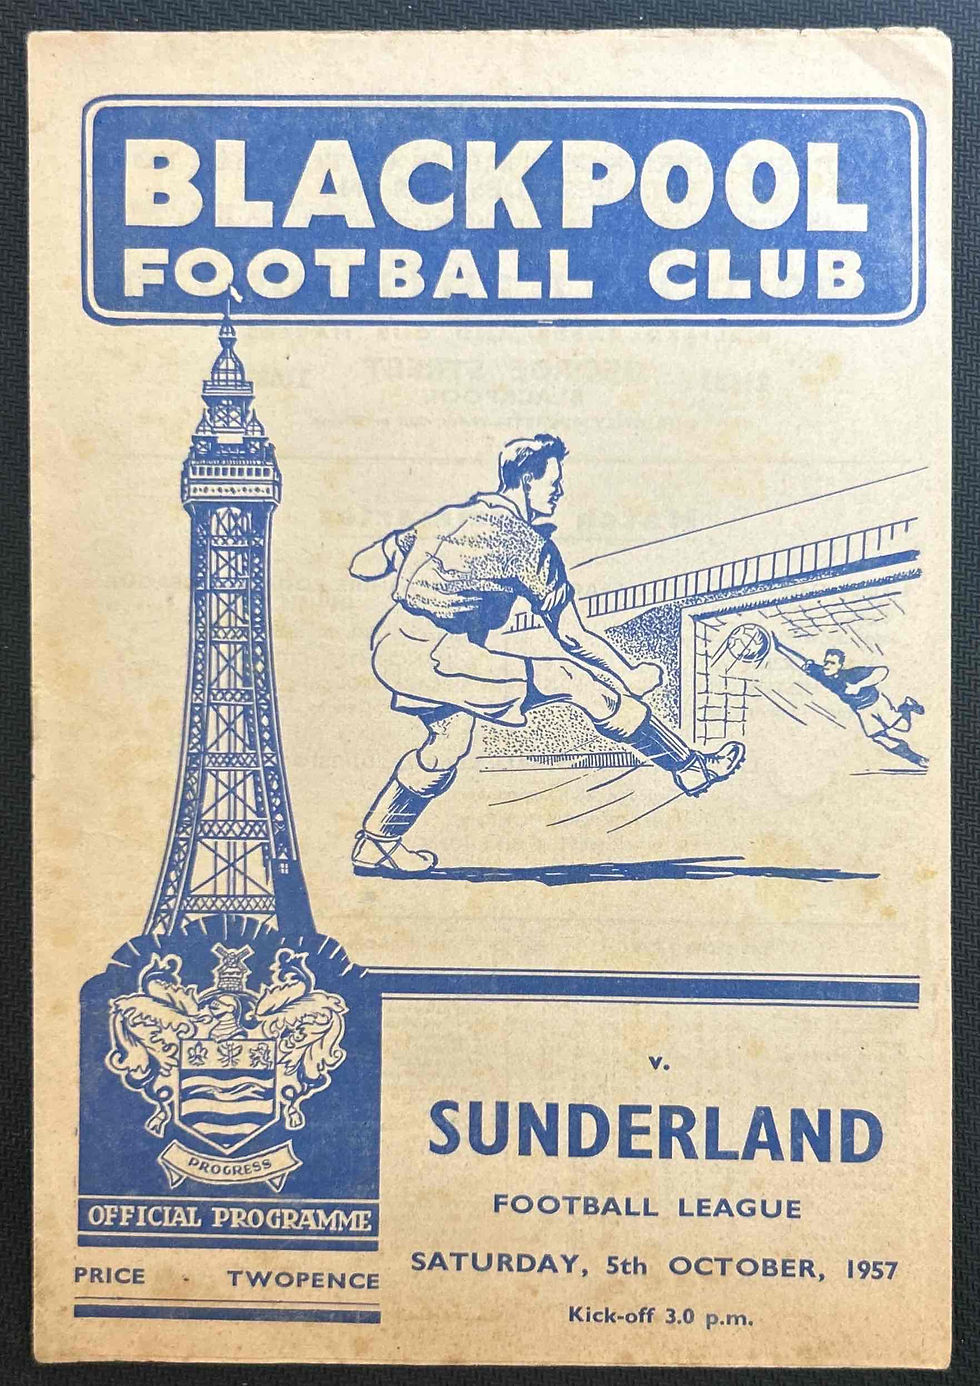 BLACKPOOL
FOOTBALL CLUB
v.
SUNDERLAND
FOOTBALL LEAGUE
SATURDAY, 5th OCTOBER, 1957
Kick-off 3.0 p.m.
PROGRESS
OFFICIAL PROGRAMME
PRICE TWOPENCE